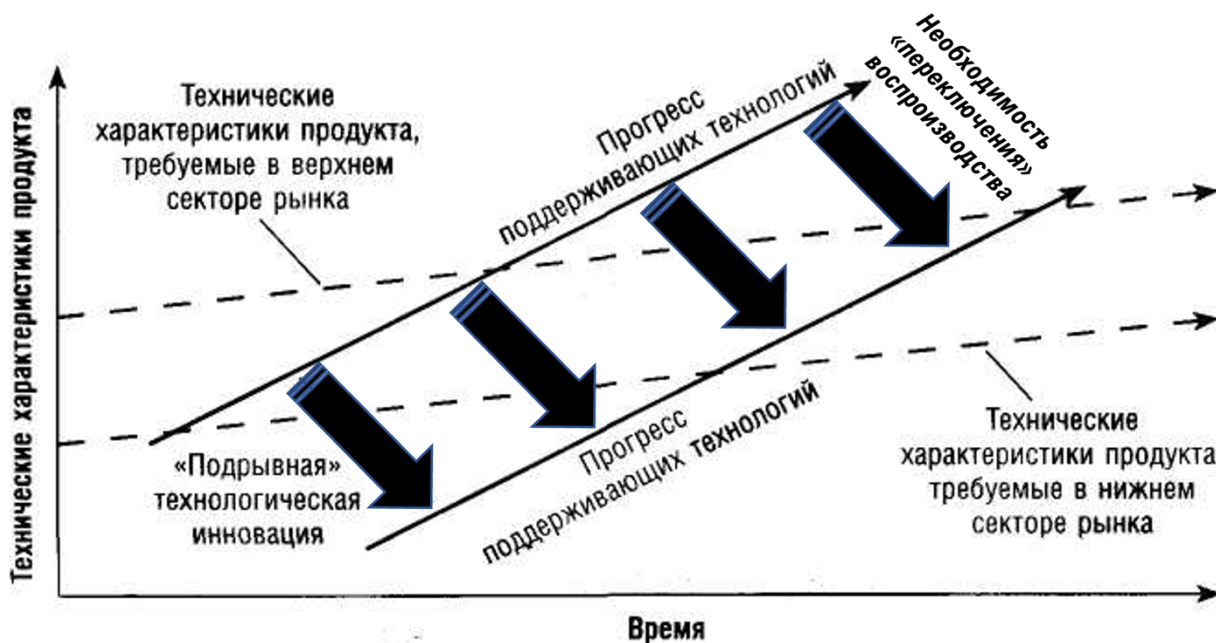 Технические характеристики продукта
Технические
характеристики продукта,
требуемые в верхнем
секторе рынка
Прогресс
поддерживающих технологий
Необходимость
«переключения»
воспроизводства
«Подрывная»
технологическая
инновация
Прогресс
поддерживающих технологий
Технические
характеристики продукта
требуемые в нижнем
секторе рынка
Время